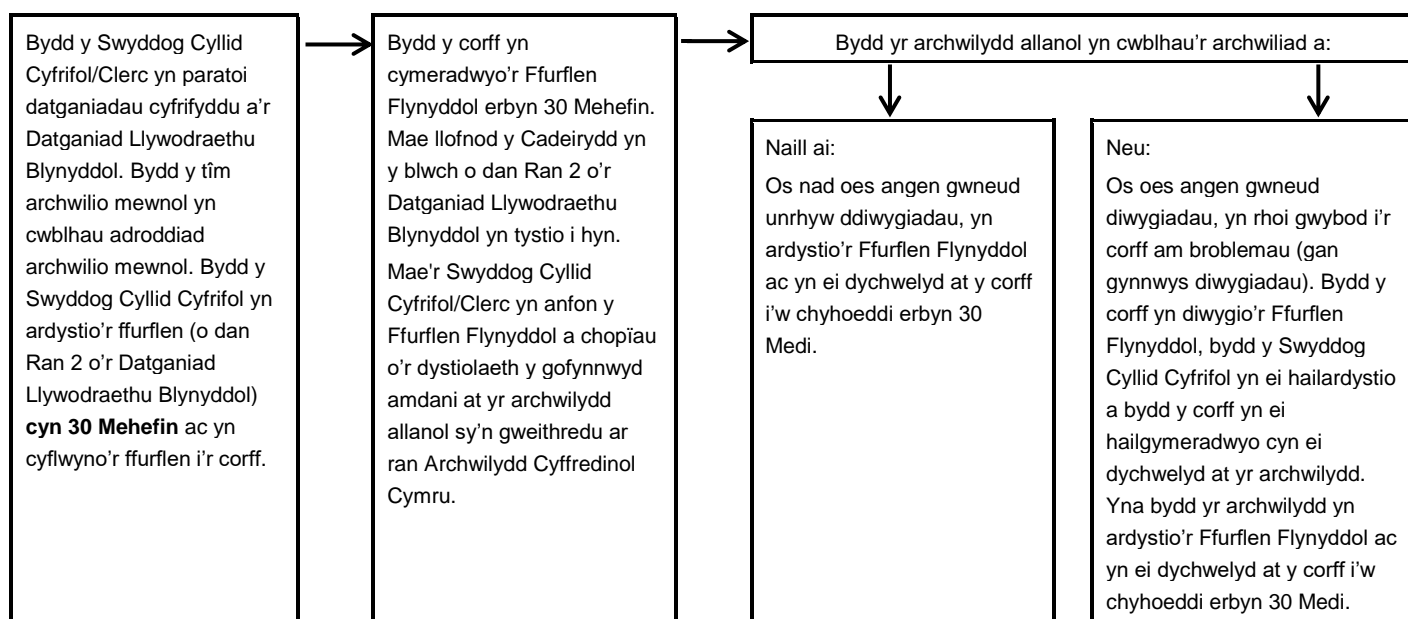 Bydd y Swyddog Cyllid
Cyfrifol/Clerc yn paratoi
datganiadau cyfrifyddu a'r
Datganiad Llywodraethu
Blynyddol. Bydd y tîm
archwilio mewnol yn
cwblhau adroddiad
archwilio mewnol. Bydd y
Swyddog Cyllid Cyfrifol yn
ardystio'r ffurflen (o dan
Ran 2 o'r Datganiad
Llywodraethu Blynyddol)
cyn 30 Mehefin ac yn
cyflwyno'r ffurflen i'r corff.
Bydd y corff yn
cymeradwyo'r Ffurflen
Flynyddol erbyn 30 Mehefin.
Mae llofnod y Cadeirydd yn
y blwch o dan Ran 2 o'r
Datganiad Llywodraethu
Blynyddol yn tystio i hyn.
Mae'r Swyddog Cyllid
Cyfrifol/Clerc yn anfon y
Ffurflen Flynyddol a chopïau
o'r dystiolaeth y gofynnwyd
amdani at yr archwilydd
allanol sy'n gweithredu ar
ran Archwilydd Cyffredinol
Cymru.
Bydd yr archwilydd allanol yn cwblhau'r archwiliad a:
Naill ai:
Os nad oes angen gwneud
unrhyw ddiwygiadau, yn
ardystio'r Ffurflen Flynyddol
ac yn ei dychwelyd at y corff
i'w chyhoeddi erbyn 30
Medi.
Neu:
Os oes angen gwneud
diwygiadau, yn rhoi gwybod i'r
corff am broblemau (gan
gynnwys diwygiadau). Bydd y
corff yn diwygio'r Ffurflen
Flynyddol, bydd y Swyddog
Cyllid Cyfrifol yn ei hailardystio
a bydd y corff yn ei
hailgymeradwyo cyn ei
dychwelyd at yr archwilydd.
Yna bydd yr archwilydd yn
ardystio'r Ffurflen Flynyddol ac
yn ei dychwelyd at y corff i'w
chyhoeddi erbyn 30 Medi.